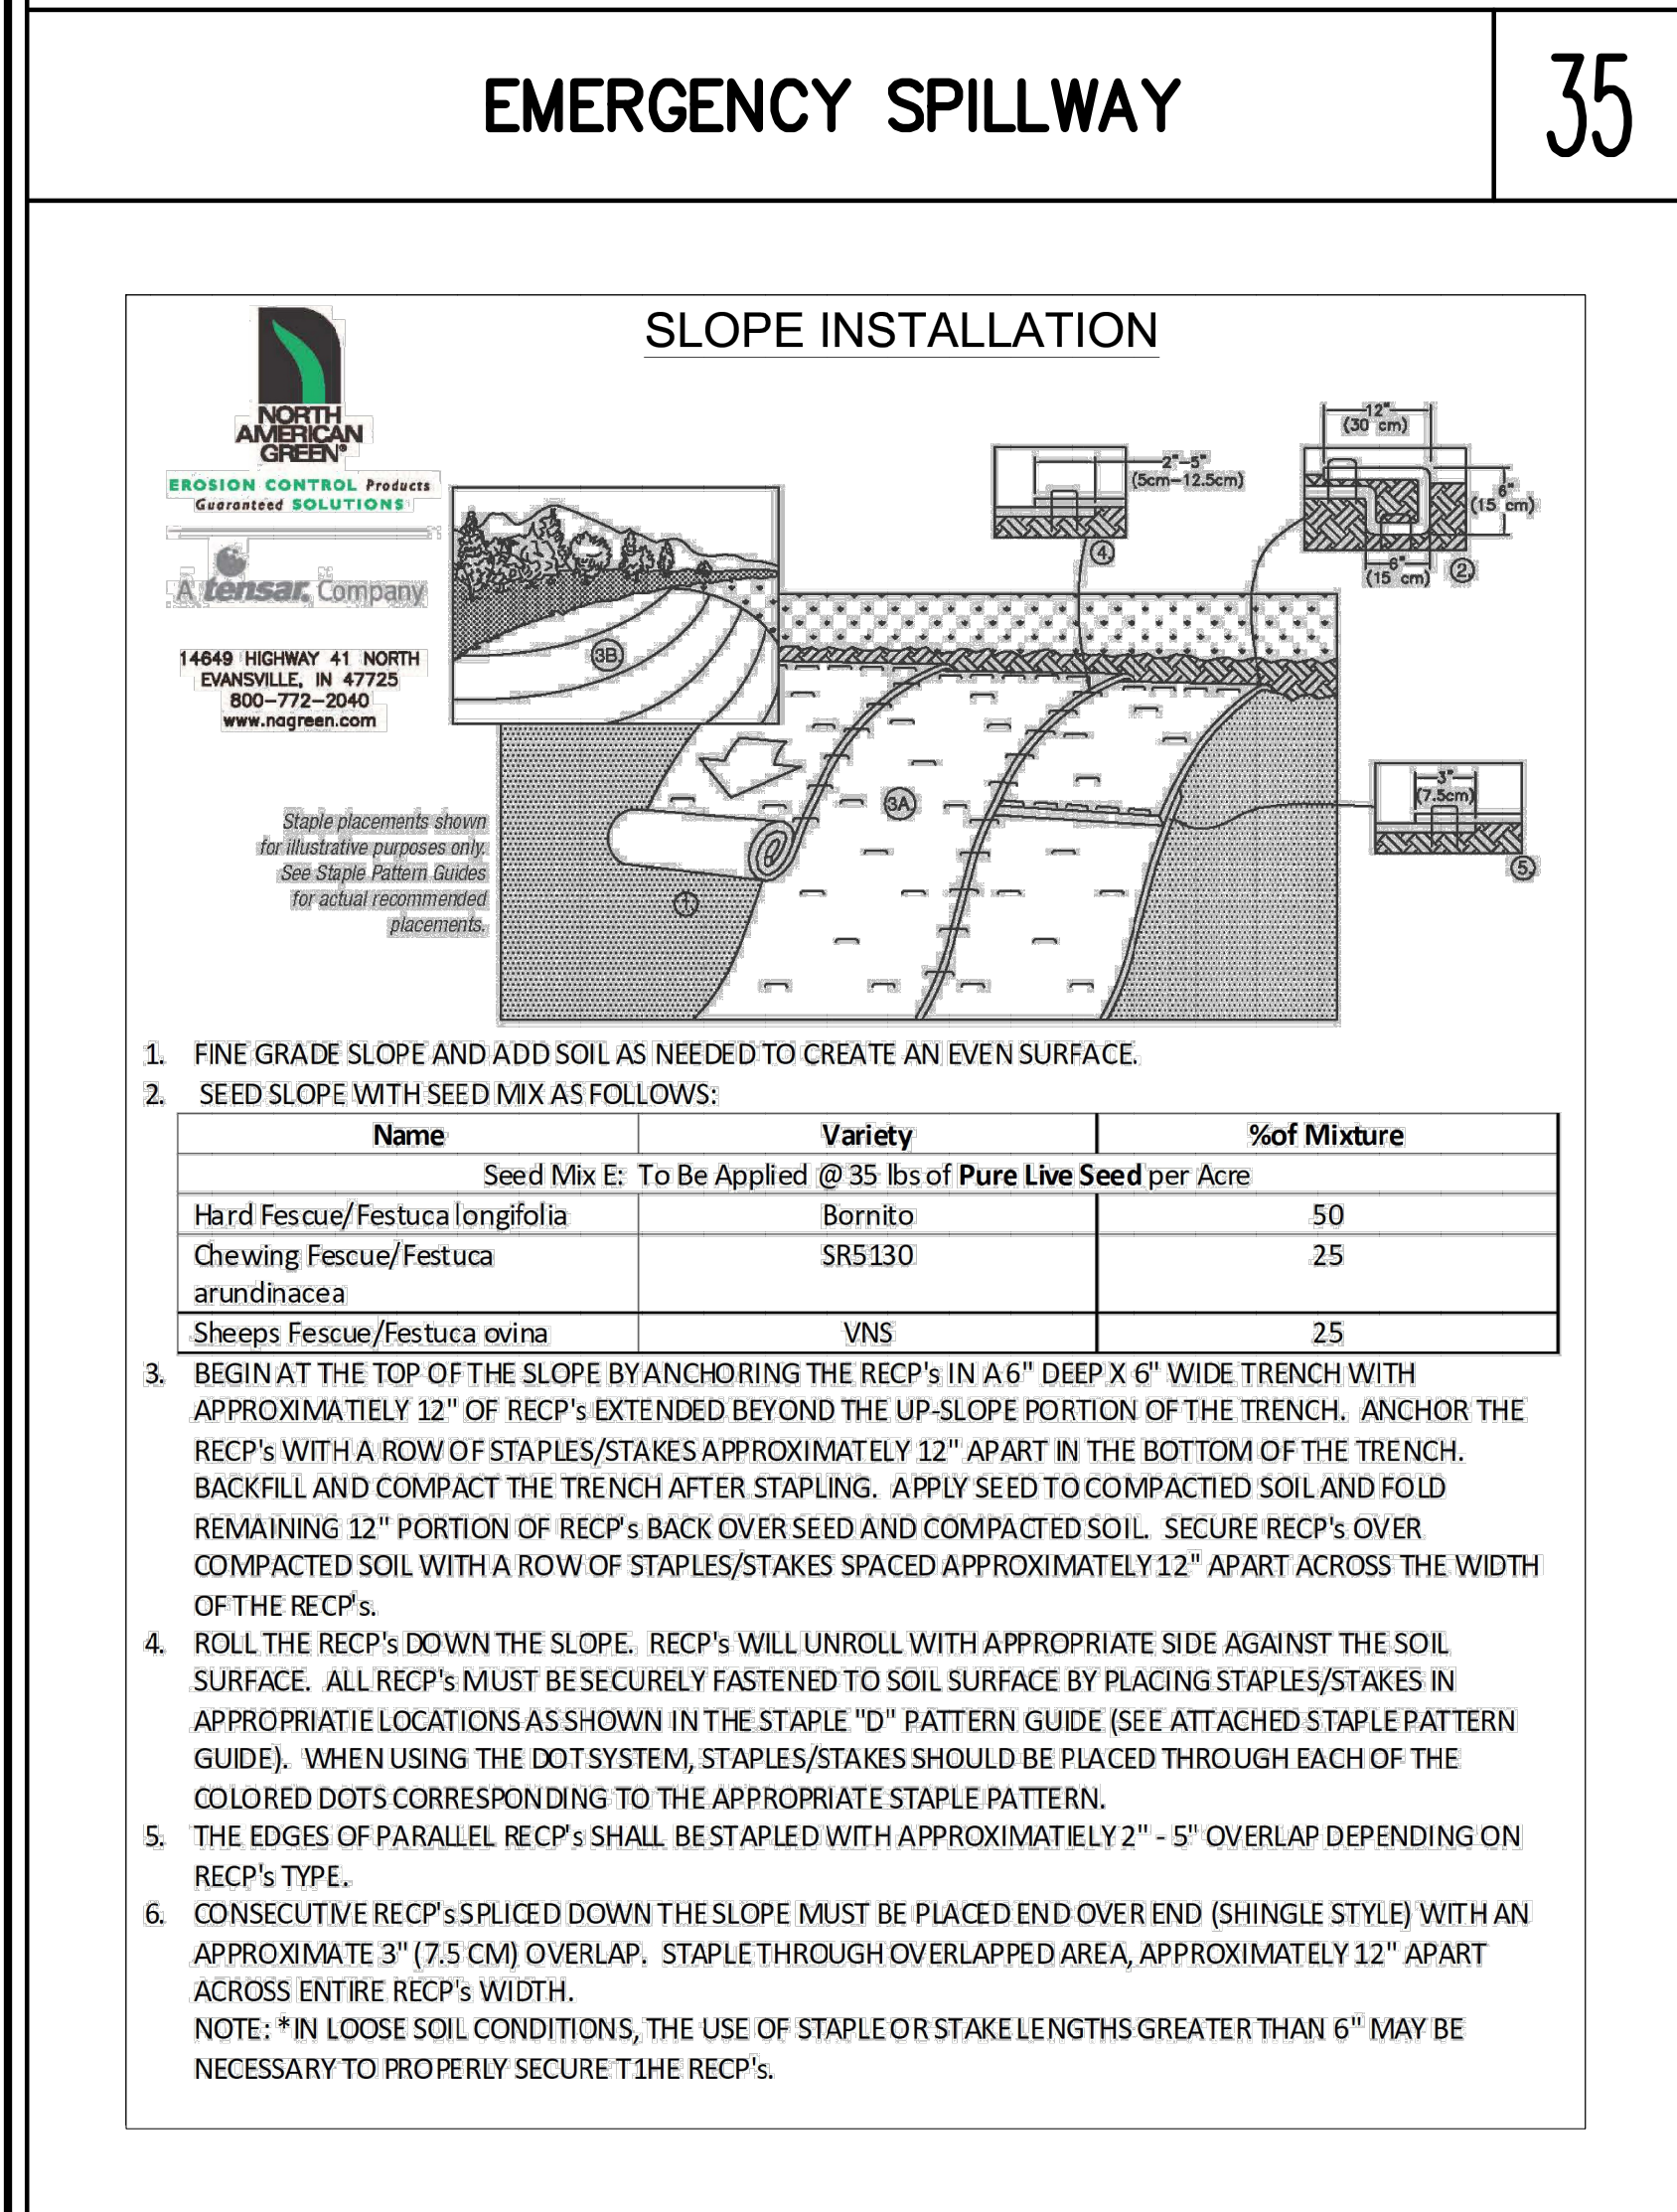 EMERGENCY SPILLWAY
35
SLOPE INSTALLATION
NORTH
AMERICAN
GREEN®
EROSION CONTROL Products
Guaranteed SOLUTIONS
A tensar. Company
14649 HIGHWAY 41 NORTH
EVANSVILLE, IN 47725
800-772-2040
www.nagreen.com
Staple placements shown
for illustrative purposes only.
See Staple Pattern Guides
for actual recommended
placements.
2"-5"
(5cm-12.5cm)
4.
12"
(30 cm)
6"
(15 cm)
6"
(15 cm)
2.
3B
3A.
1.
3"
(7.5cm)
5.
1. FINE GRADE SLOPE AND ADD SOIL AS NEEDED TO CREATE AN EVEN SURFACE.
2. SEED SLOPE WITH SEED MIX AS FOLLOWS:
Name Variety %of Mixture
Seed Mix E: To Be Applied @ 35 lbs of Pure Live Seed per Acre
Hard Fescue/Festuca longifolia Bornito 50
Chewing Fescue/Festuca SR5130 25
arundinacea
Sheeps Fescue/Festuca ovina VNS 25
3. BEGIN AT THE TOP OF THE SLOPE BY ANCHORING THE RECP's IN A 6" DEEP X 6" WIDE TRENCH WITH
APPROXIMATIELY 12" OF RECP's EXTENDED BEYOND THE UP-SLOPE PORTION OF THE TRENCH. ANCHOR THE
RECP's WITH A ROW OF STAPLES/STAKES APPROXIMATELY 12" APART IN THE BOTTOM OF THE TRENCH.
BACKFILL AND COMPACT THE TRENCH AFTER STAPLING. APPLY SEED TO COMPACTIED SOIL AND FOLD
REMAINING 12" PORTION OF RECP's BACK OVER SEED AND COMPACTED SOIL. SECURE RECP's OVER
COMPACTED SOIL WITH A ROW OF STAPLES/STAKES SPACED APPROXIMATELY 12" APART ACROSS THE WIDTH
OF THE RECP's.
4. ROLL THE RECP's DOWN THE SLOPE. RECP's WILL UNROLL WITH APPROPRIATE SIDE AGAINST THE SOIL
SURFACE. ALL RECP's MUST BE SECURELY FASTENED TO SOIL SURFACE BY PLACING STAPLES/STAKES IN
APPROPRIATIE LOCATIONS AS SHOWN IN THE STAPLE "D" PATTERN GUIDE (SEE ATTACHED STAPLE PATTERN
GUIDE). WHEN USING THE DOT SYSTEM, STAPLES/STAKES SHOULD BE PLACED THROUGH EACH OF THE
COLORED DOTS CORRESPONDING TO THE APPROPRIATE STAPLE PATTERN.
5. THE EDGES OF PARALLEL RECP's SHALL BE STAPLED WITH APPROXIMATIELY 2" - 5" OVERLAP DEPENDING ON
RECP's TYPE.
6. CONSECUTIVE RECP's SPLICED DOWN THE SLOPE MUST BE PLACED END OVER END (SHINGLE STYLE) WITH AN
APPROXIMATE 3" (7.5 CM) OVERLAP. STAPLE THROUGH OVERLAPPED AREA, APPROXIMATELY 12" APART
ACROSS ENTIRE RECP's WIDTH.
NOTE: *IN LOOSE SOIL CONDITIONS, THE USE OF STAPLE OR STAKE LENGTHS GREATER THAN 6" MAY BE
NECESSARY TO PROPERLY SECURE T1HE RECP's.